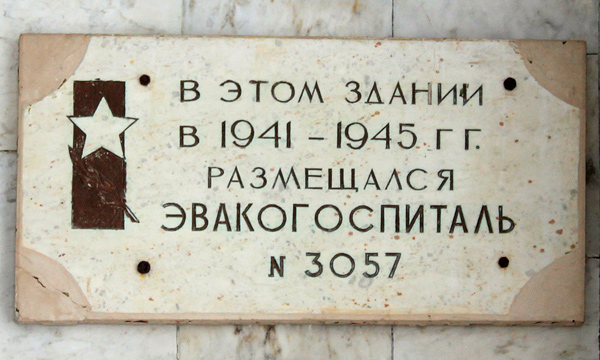 В ЭТОМ ЗДАНИИ
В 1941 – 1945 Г Г.
РАЗМЕЩАЛСЯ
ЭВАКОГОСПИТАЛЬ
N 3057